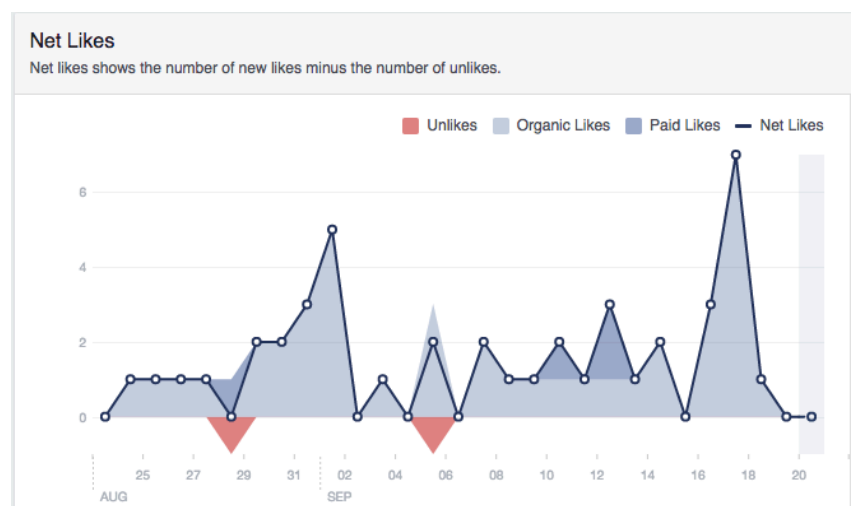 Net Likes
Net likes shows the number of new likes minus the number of unlikes.
Unlikes Organic Likes Paid Likes Net Likes
6
4
2
0
25 27 29 31 02 04 06 08 10 12 14 16 18 20
AUG SEP